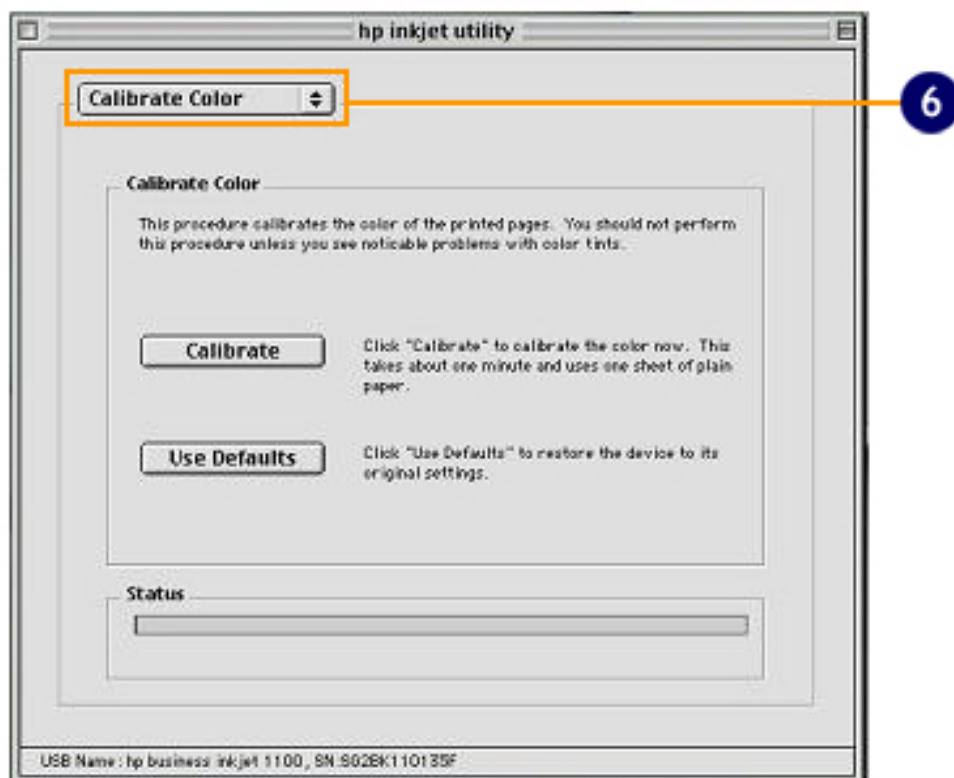 hp inkjet utility
Calibrate Color
6
Calibrate Color
This procedure calibrates the color of the printed pages. You should not perform
this procedure unless you see noticable problems with color tints.
Calibrate
Click "Calibrate" to calibrate the color now. This
takes about one minute and uses one sheet of plain
paper.
Use Defaults
Click "Use Defaults" to restore the device to its
original settings.
Status
USB Name : hp business inkjet 1100, SN:SG2BK110135F